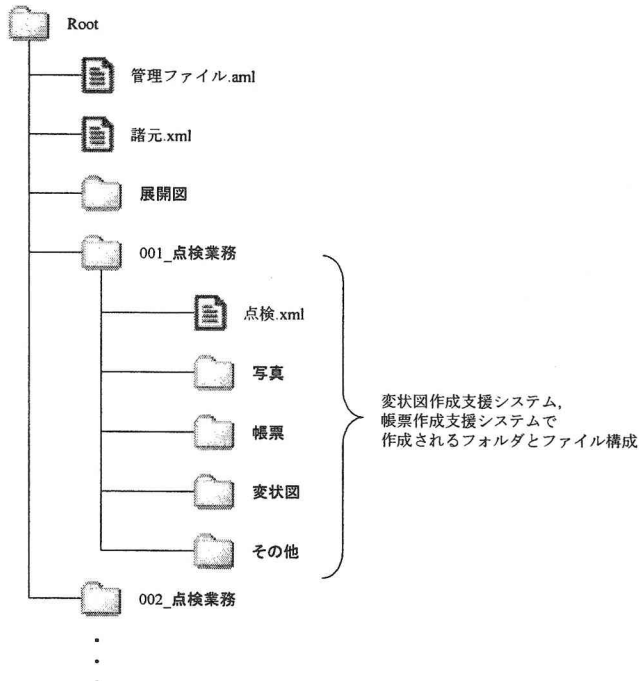 Root
管理ファイル.aml
諸元.xml
展開図
001_点検業務
点検.xml
写真
帳票
変状図
その他
変状図作成支援システム,
帳票作成支援システムで
作成されるフォルダとファイル構成
002_点検業務